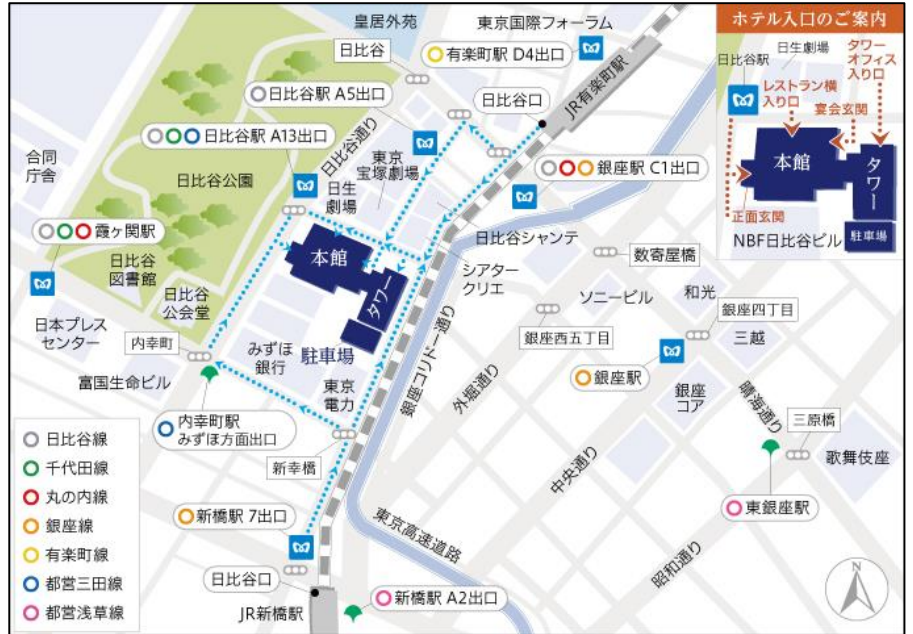 皇居外苑
東京国際フォーラム
日比谷
有楽町駅 D4出口
日比谷駅 A5出口
日比谷口
JR有楽町駅
日比谷駅 A13出口
日比谷通り
東京
宝塚劇場
合同
庁舎
日比谷公園
日生
劇場
銀座駅 C1出口
霞ヶ関駅
日比谷シャンテ
日比谷
図書館
本館
シアター
クリエ
数寄屋橋
タワー
ソニービル
和光
日比谷
公会堂
日本プレス
センター
内幸町
みずほ
銀行
駐車場
銀座コリドー通り
銀座西五丁目
銀座四丁目
三越
富国生命ビル
東京
電力
外堀通り
銀座駅
銀座
コア
晴海通り
内幸町駅
みずほ方面出口
三原橋
新幸橋
中央通り
歌舞伎座
新橋駅 7出口
東京高速道路
東銀座駅
昭和通り
日比谷口
JR新橋駅
新橋駅 A2出口
N
日比谷線
千代田線
丸の内線
銀座線
有楽町線
都営三田線
都営浅草線
ホテル入口のご案内
日比谷駅
日生劇場
タワー
オフィス
入り口
レストラン横
入り口
宴会玄関
本館
タワー
正面玄関
NBF日比谷ビル
駐車場